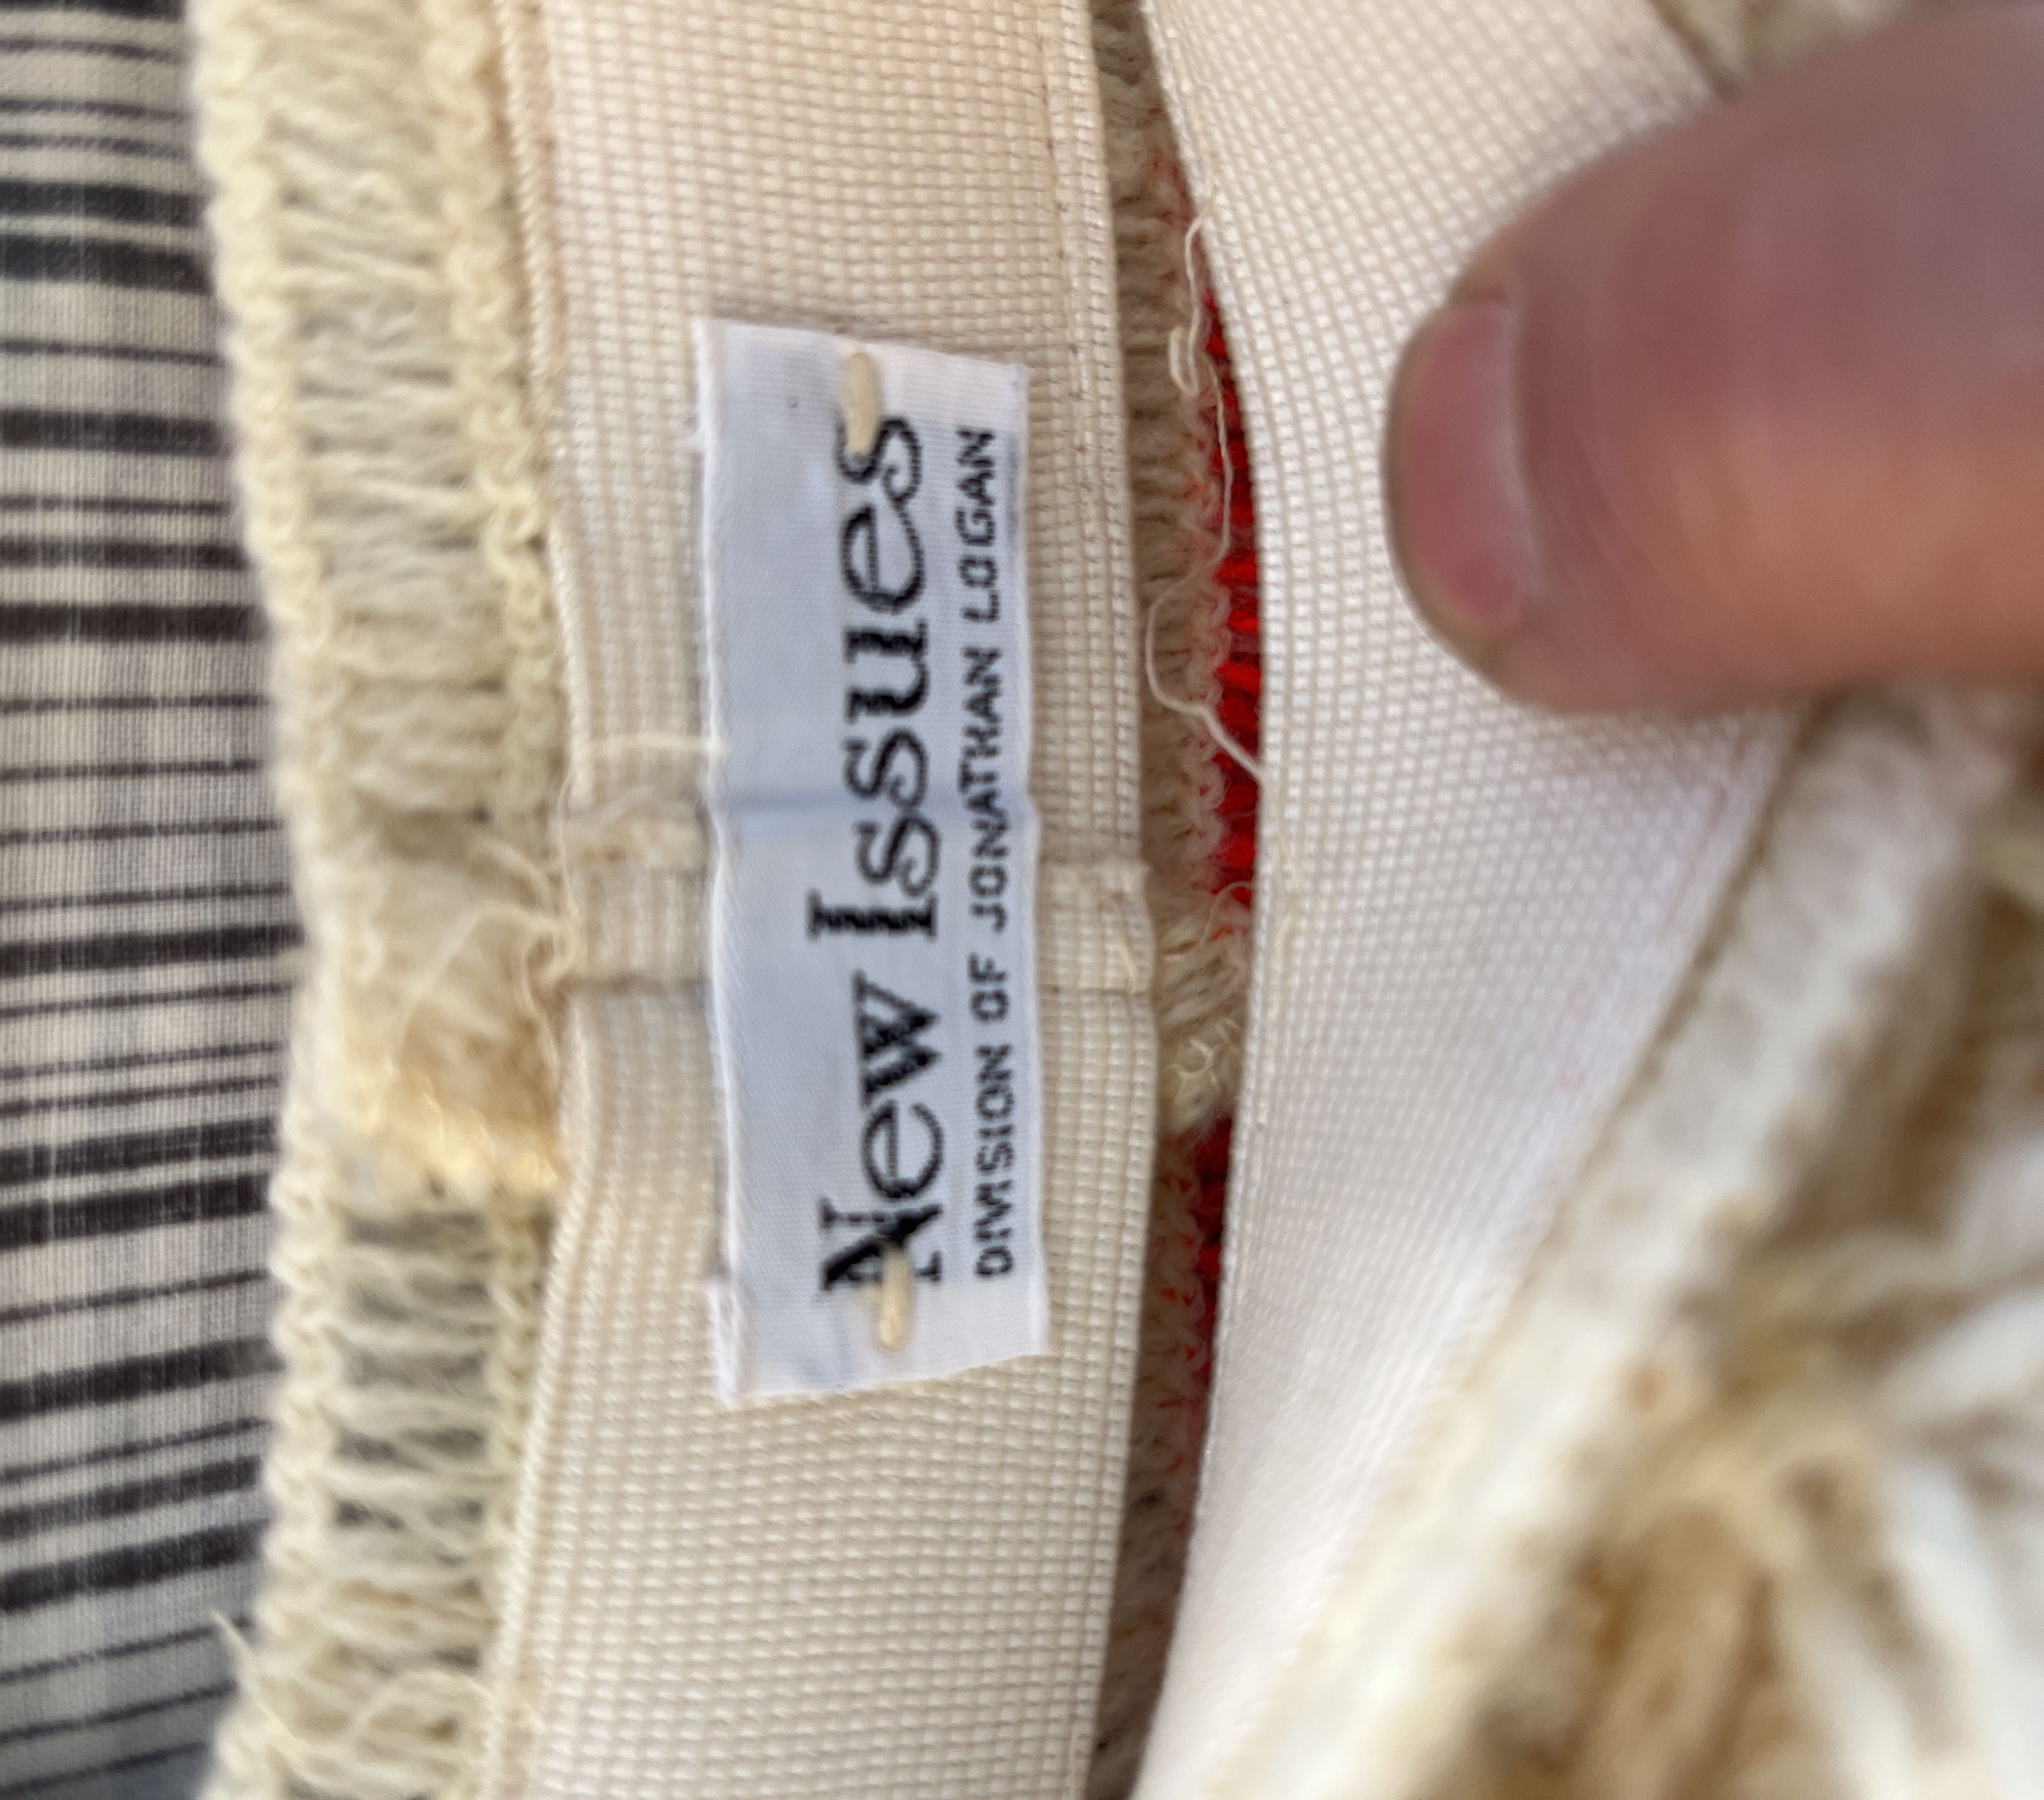 New Issues
DIVISION OF JONATHAN LOGAN